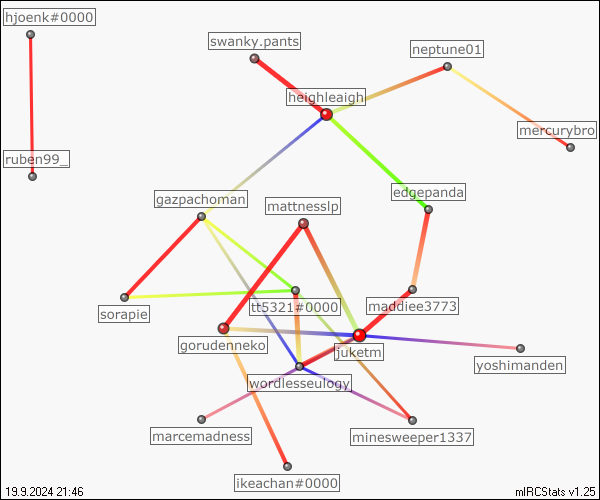 hjoenk#0000
swanky.pants
neptune01
heighleaigh
mercurybro
ruben99_
edgepanda
gazpachoman
mattnesslp
sorapie
tt5321#0000
maddiee3773
gorudenneko
juketm
yoshimanden
wordlesseulogy
marcemadness
minesweeper1337
ikeachan#0000
19.9.2024 21:46
mIRCStats v1.25